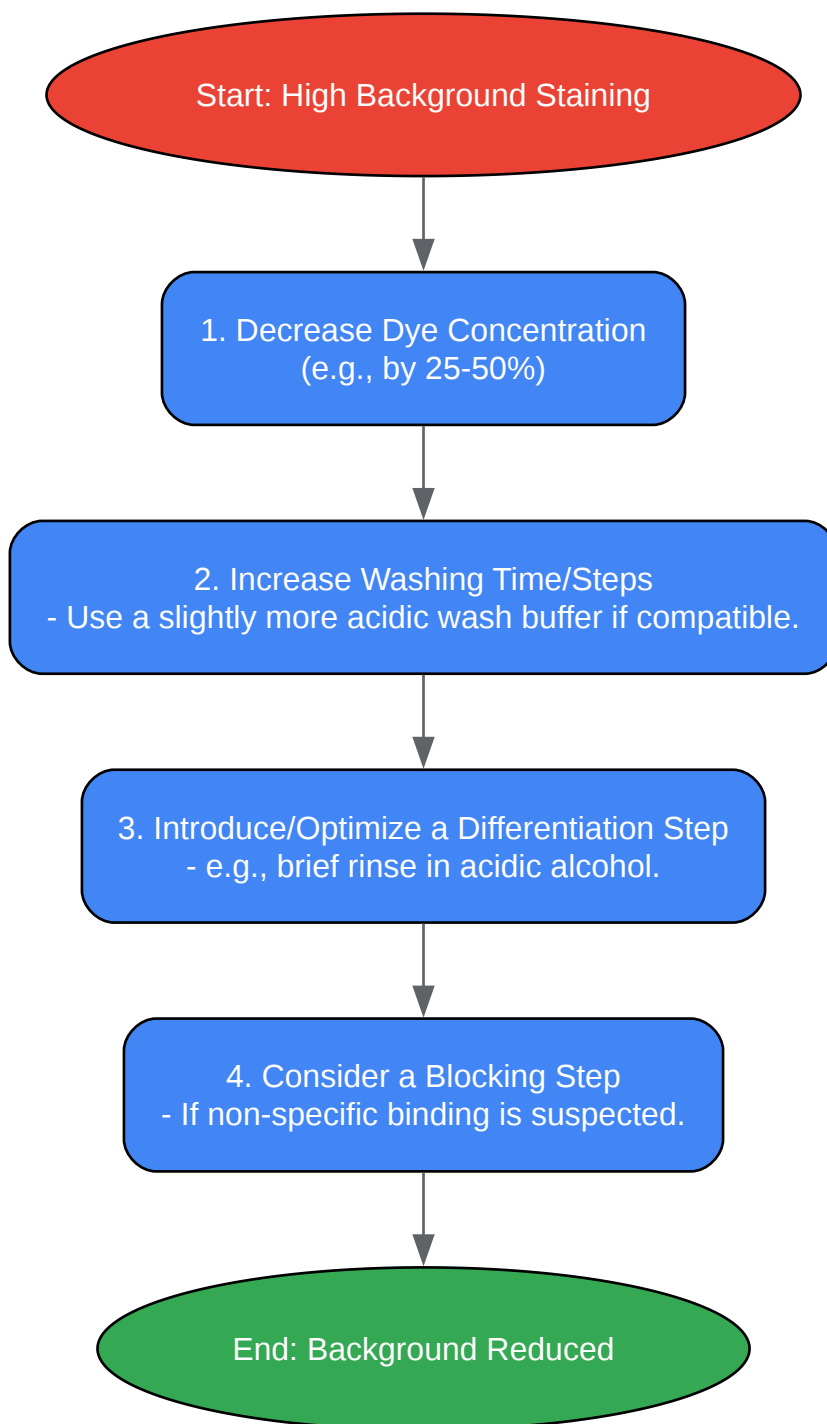 Start: High Background Staining
1. Decrease Dye Concentration
(e.g., by 25-50%)
2. Increase Washing Time/Steps
- Use a slightly more acidic wash buffer if compatible.
3. Introduce/Optimize a Differentiation Step
- e.g., brief rinse in acidic alcohol.
4. Consider a Blocking Step
- If non-specific binding is suspected.
End: Background Reduced